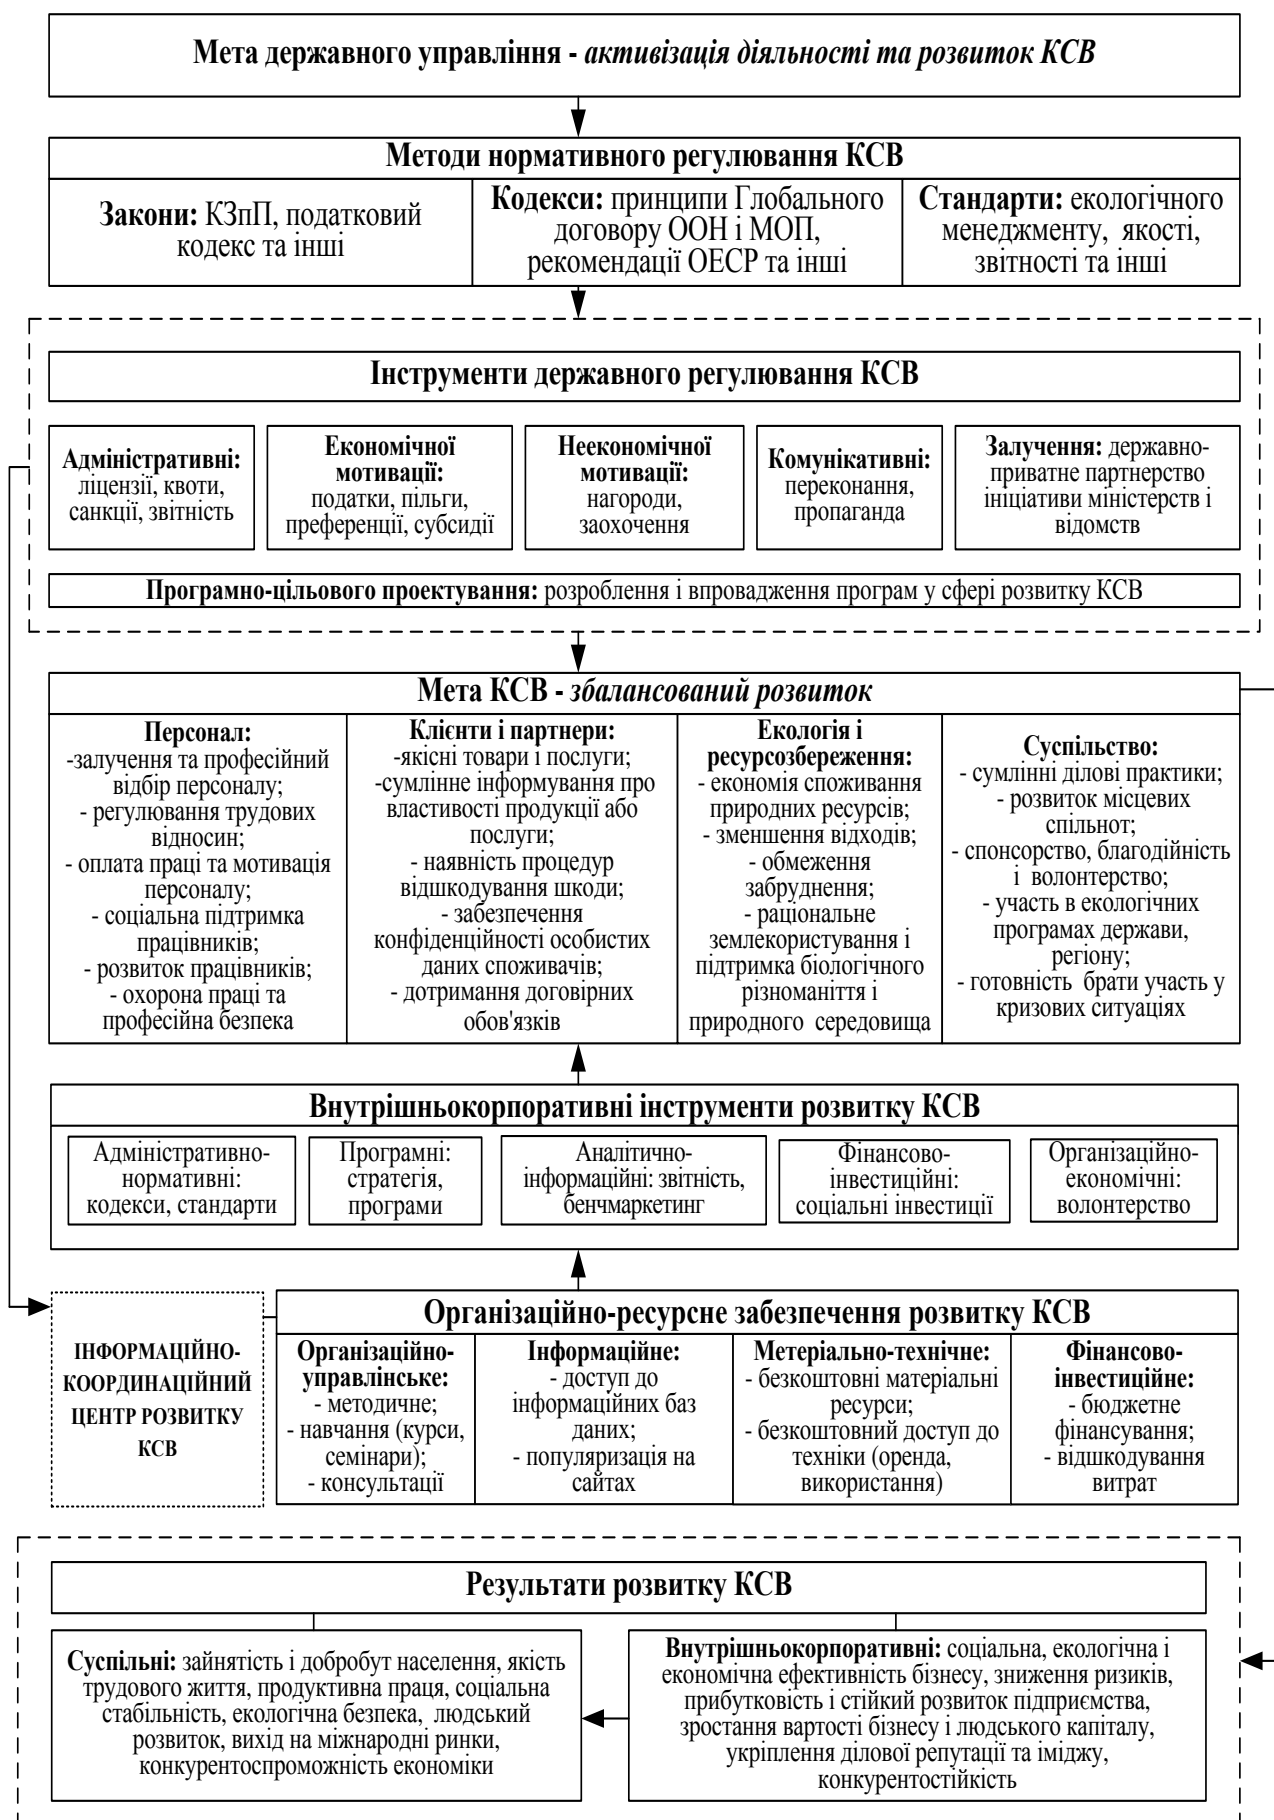 Мета державного управління - активізація діяльності та розвиток КСВ
Методи нормативного регулювання КСВ
Закони: КЗпП, податковий
кодекс та інші
Кодекси: принципи Глобального
договору ООН і МОП,
рекомендації ОЕСР та інші
Стандарти: екологічного
менеджменту, якості,
звітності та інші
Інструменти державного регулювання КСВ
Адміністративні:
ліцензії, квоти,
санкції, звітність
Економічної
мотивації:
податки, пільги,
преференції, субсидії
Неекономічної
мотивації:
нагороди,
заохочення
Комунікативні:
переконання,
пропаганда
Залучення: державно-
приватне партнерство
ініціативи міністерств і
відомств
Програмно-цільового проектування: розроблення і впровадження програм у сфері розвитку КСВ
Мета КСВ - збалансований розвиток
Персонал:
-залучення та професійний
відбір персоналу;
- регулювання трудових
відносин;
- оплата праці та мотивація
персоналу;
- соціальна підтримка
працівників;
- розвиток працівників;
- охорона праці та
професійна безпека
Клієнти і партнери:
-якісні товари і послуги;
-сумлінне інформування про
властивості продукції або
послуги;
- наявність процедур
відшкодування шкоди;
- забезпечення
конфіденційності особистих
даних споживачів;
- дотримання договірних
обов'язків
Екологія і
ресурсозбереження:
- економія споживання
природних ресурсів;
- зменшення відходів;
- обмеження
забруднення;
- раціональне
землекористування і
підтримка біологічного
різноманіття і
природного середовища
Суспільство:
- сумлінні ділові практики;
- розвиток місцевих
спільнот;
- спонсорство, благодійність
і волонтерство;
- участь в екологічних
програмах держави,
регіону;
- готовність брати участь у
кризових ситуаціях
Внутрішньокорпоративні інструменти розвитку КСВ
Адміністративно-
нормативні:
кодекси, стандарти
Програмні:
стратегія,
програми
Аналітично-
інформаційні: звітність,
бенчмаркетинг
Фінансово-
інвестиційні:
соціальні інвестиції
Організаційно-
економічні:
волонтерство
ІНФОРМАЦІЙНО-
КООРДИНАЦІЙНИЙ
ЦЕНТР РОЗВИТКУ
КСВ
Організаційно-ресурсне забезпечення розвитку КСВ
Організаційно-
управлінське:
- методичне;
- навчання (курси,
семінари);
- консультації
Інформаційне:
- доступ до
інформаційних баз
даних;
- популяризація на
сайтах
Метеріально-технічне:
- безкоштовні матеріальні
ресурси;
- безкоштовний доступ до
техніки (оренда,
використання)
Фінансово-
інвестиційне:
- бюджетне
фінансування;
- відшкодування
витрат
Результати розвитку КСВ
Суспільні: зайнятість і добробут населення, якість
трудового життя, продуктивна праця, соціальна
стабільність, екологічна безпека, людський
розвиток, вихід на міжнародні ринки,
конкурентоспроможність економіки
Внутрішньокорпоративні: соціальна, екологічна і
економічна ефективність бізнесу, зниження ризиків,
прибутковість і стійкий розвиток підприємства,
зростання вартості бізнесу і людського капіталу,
укріплення ділової репутації та іміджу,
конкурентостійкість